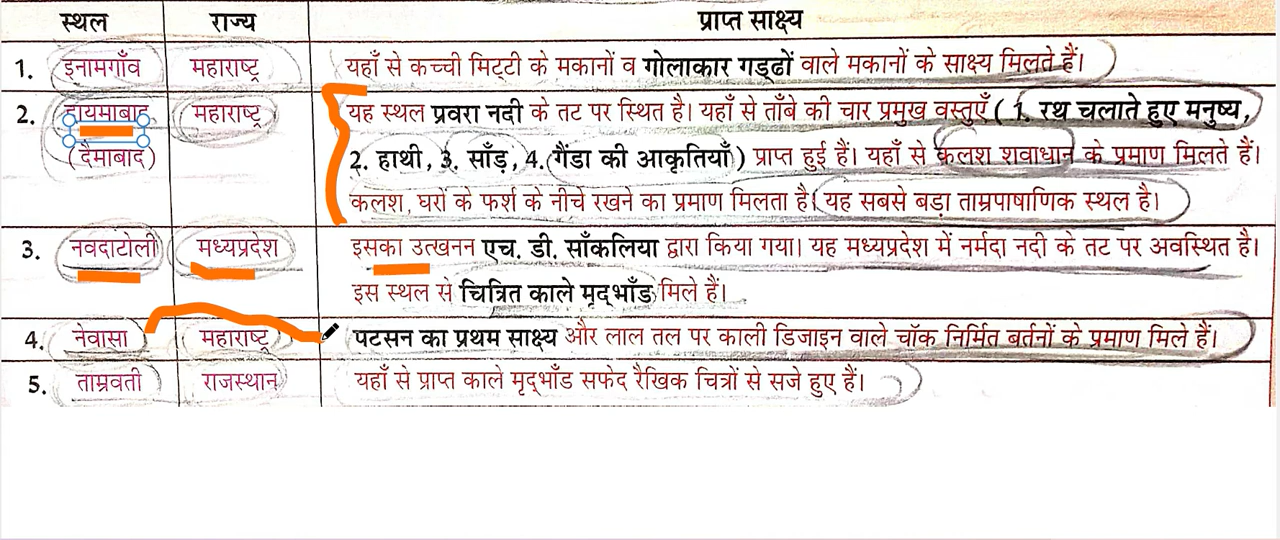 स्थल राज्य प्राप्त साक्ष्य
1. इनामगाँव महाराष्ट्र यहाँ से कच्ची मिट्टी के मकानों व गोलाकार गड्ढों वाले मकानों के साक्ष्य मिलते हैं।
2. दायमाबाद महाराष्ट्र यह स्थल प्रवरा नदी के तट पर स्थित है। यहाँ से ताँबे की चार प्रमुख वस्तुएँ ( 1. रथ चलाते हुए मनुष्य,
(दैमाबाद) 2. हाथी, 3. साँड़, 4. गैंडा की आकृतियाँ ) प्राप्त हुई हैं। यहाँ से कलश शवाधान के प्रमाण मिलते हैं।
कलश, घरों के फर्श के नीचे रखने का प्रमाण मिलता है। यह सबसे बड़ा ताम्रपाषाणिक स्थल है।
3. नवदाटोली मध्यप्रदेश इसका उत्खनन एच. डी. साँकलिया द्वारा किया गया। यह मध्यप्रदेश में नर्मदा नदी के तट पर अवस्थित है।
इस स्थल से चित्रित काले मृद्भाँड मिले हैं।
4. नेवासा महाराष्ट्र पटसन का प्रथम साक्ष्य और लाल तल पर काली डिजाइन वाले चॉक निर्मित बर्तनों के प्रमाण मिले हैं।
5. ताम्रवती राजस्थान यहाँ से प्राप्त काले मृद्भाँड सफेद रैखिक चित्रों से सजे हुए हैं।